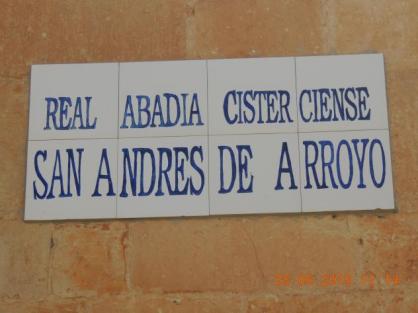 REAL ABADIA CISTERCIENSE
SAN ANDRES DE ARROYO